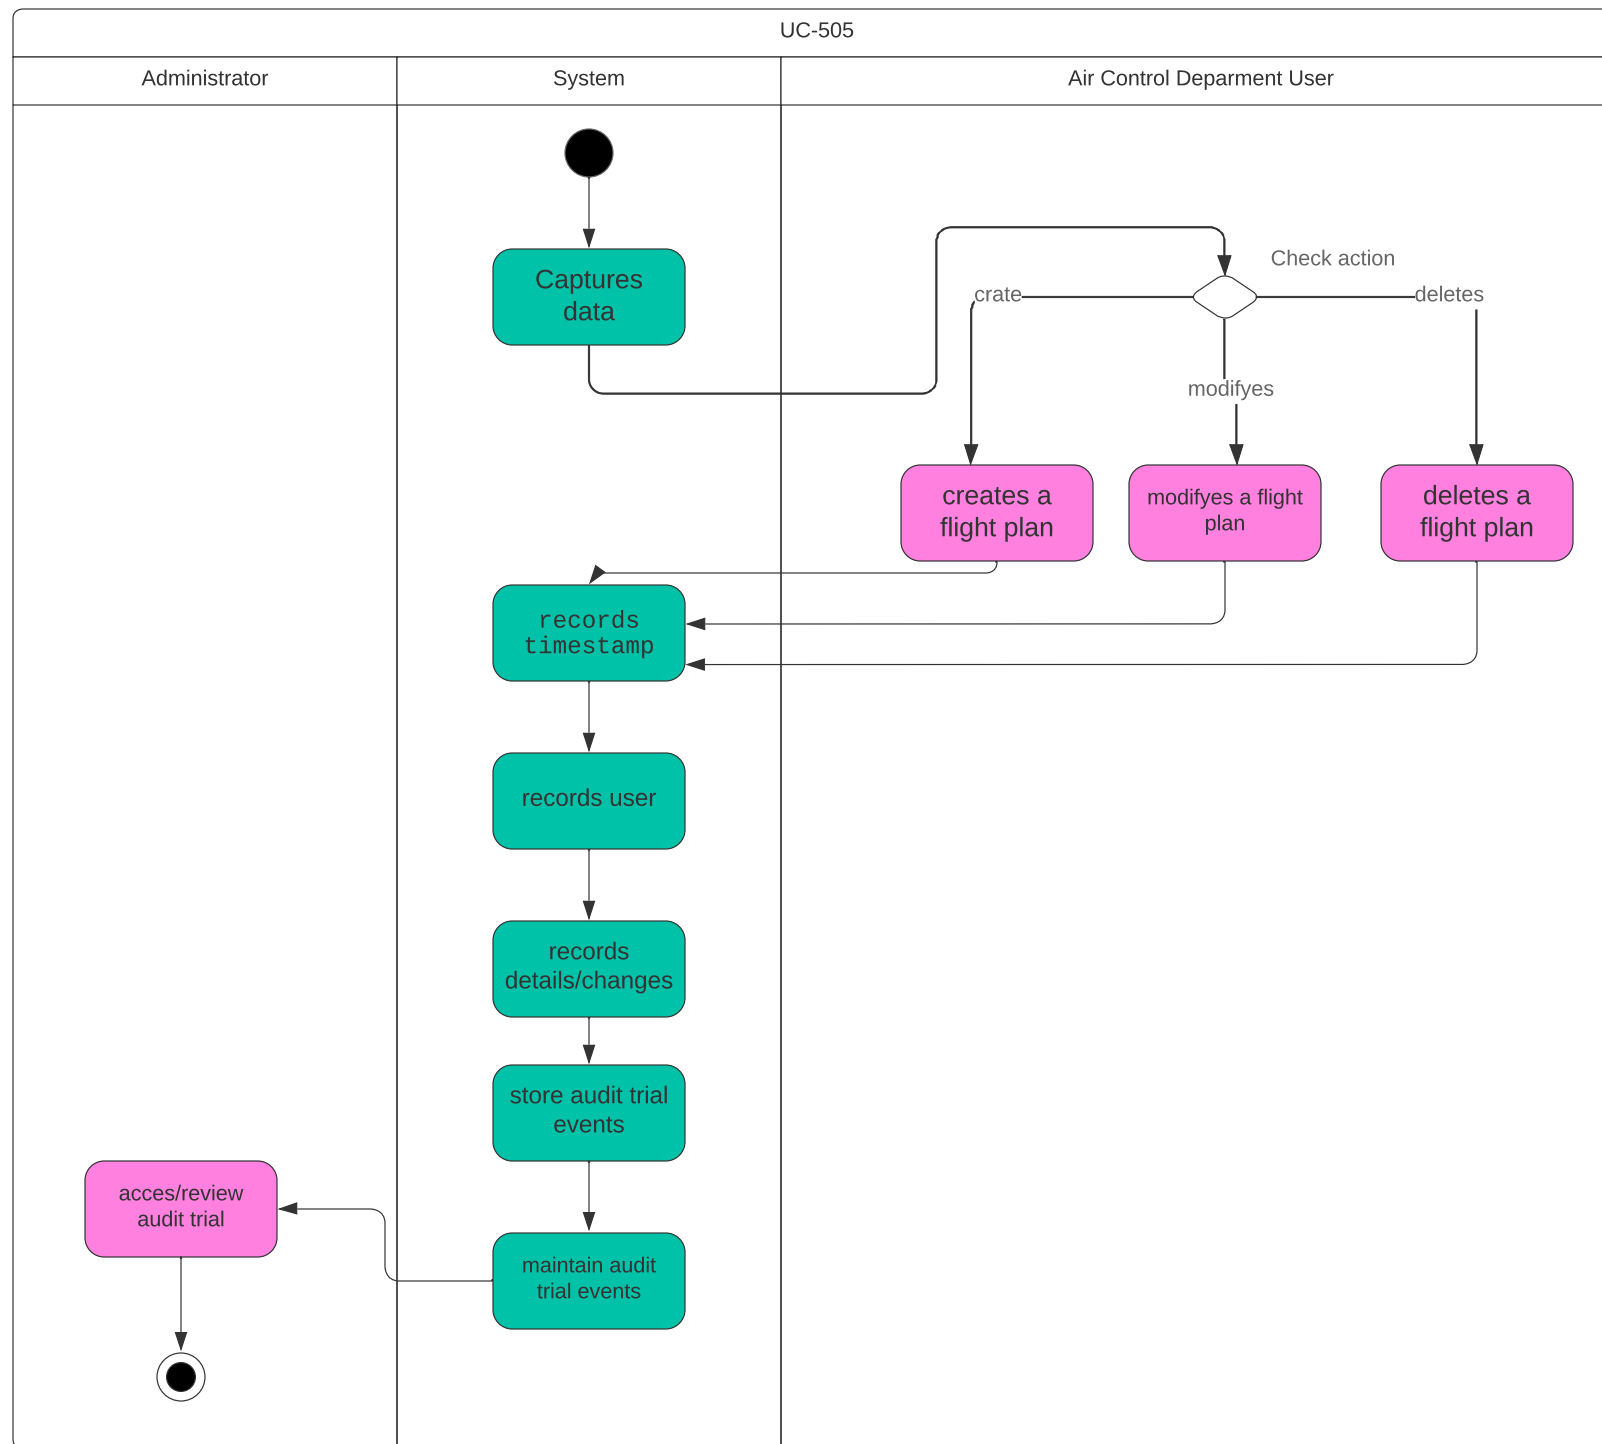 UC-505
Administrator
System
Air Control Deparment User
Captures
data
Check action
crate
deletes
modifyes
creates a
flight plan
modifyes a flight
plan
deletes a
flight plan
records
timestamp
records user
records
details/changes
store audit trial
events
acces/review
audit trial
maintain audit
trial events